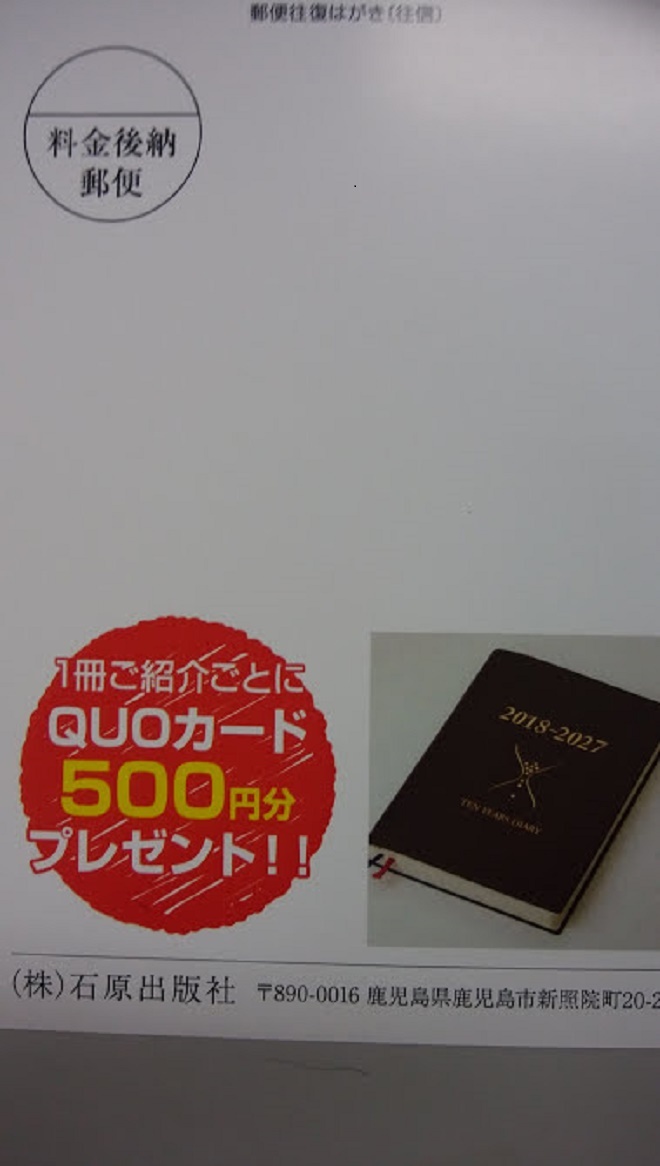 郵便往復はがき(往信)
料金後納
郵便
1冊ご紹介ごとに
QUOカード
500円分
プレゼント!!
2018-2027
TEN YEARS DIARY
(株)石原出版社 〒890-0016 鹿児島県鹿児島市新照院町20-2